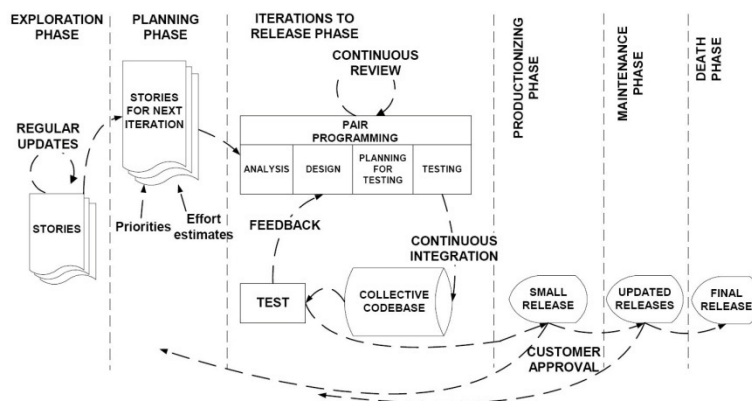 EXPLORATION
PHASE
PLANNING
PHASE
ITERATIONS TO
RELEASE PHASE
PRODUCTIONIZING
PHASE
MAINTENANCE
PHASE
DEATH
PHASE
REGULAR
UPDATES
STORIES
STORIES
FOR NEXT
ITERATION
Priorities
Effort
estimates
CONTINUOUS
REVIEW
PAIR
PROGRAMMING
ANALYSIS
DESIGN
PLANNING
FOR
TESTING
TESTING
FEEDBACK
CONTINUOUS
INTEGRATION
TEST
COLLECTIVE
CODEBASE
SMALL
RELEASE
UPDATED
RELEASES
FINAL
RELEASE
CUSTOMER
APPROVAL